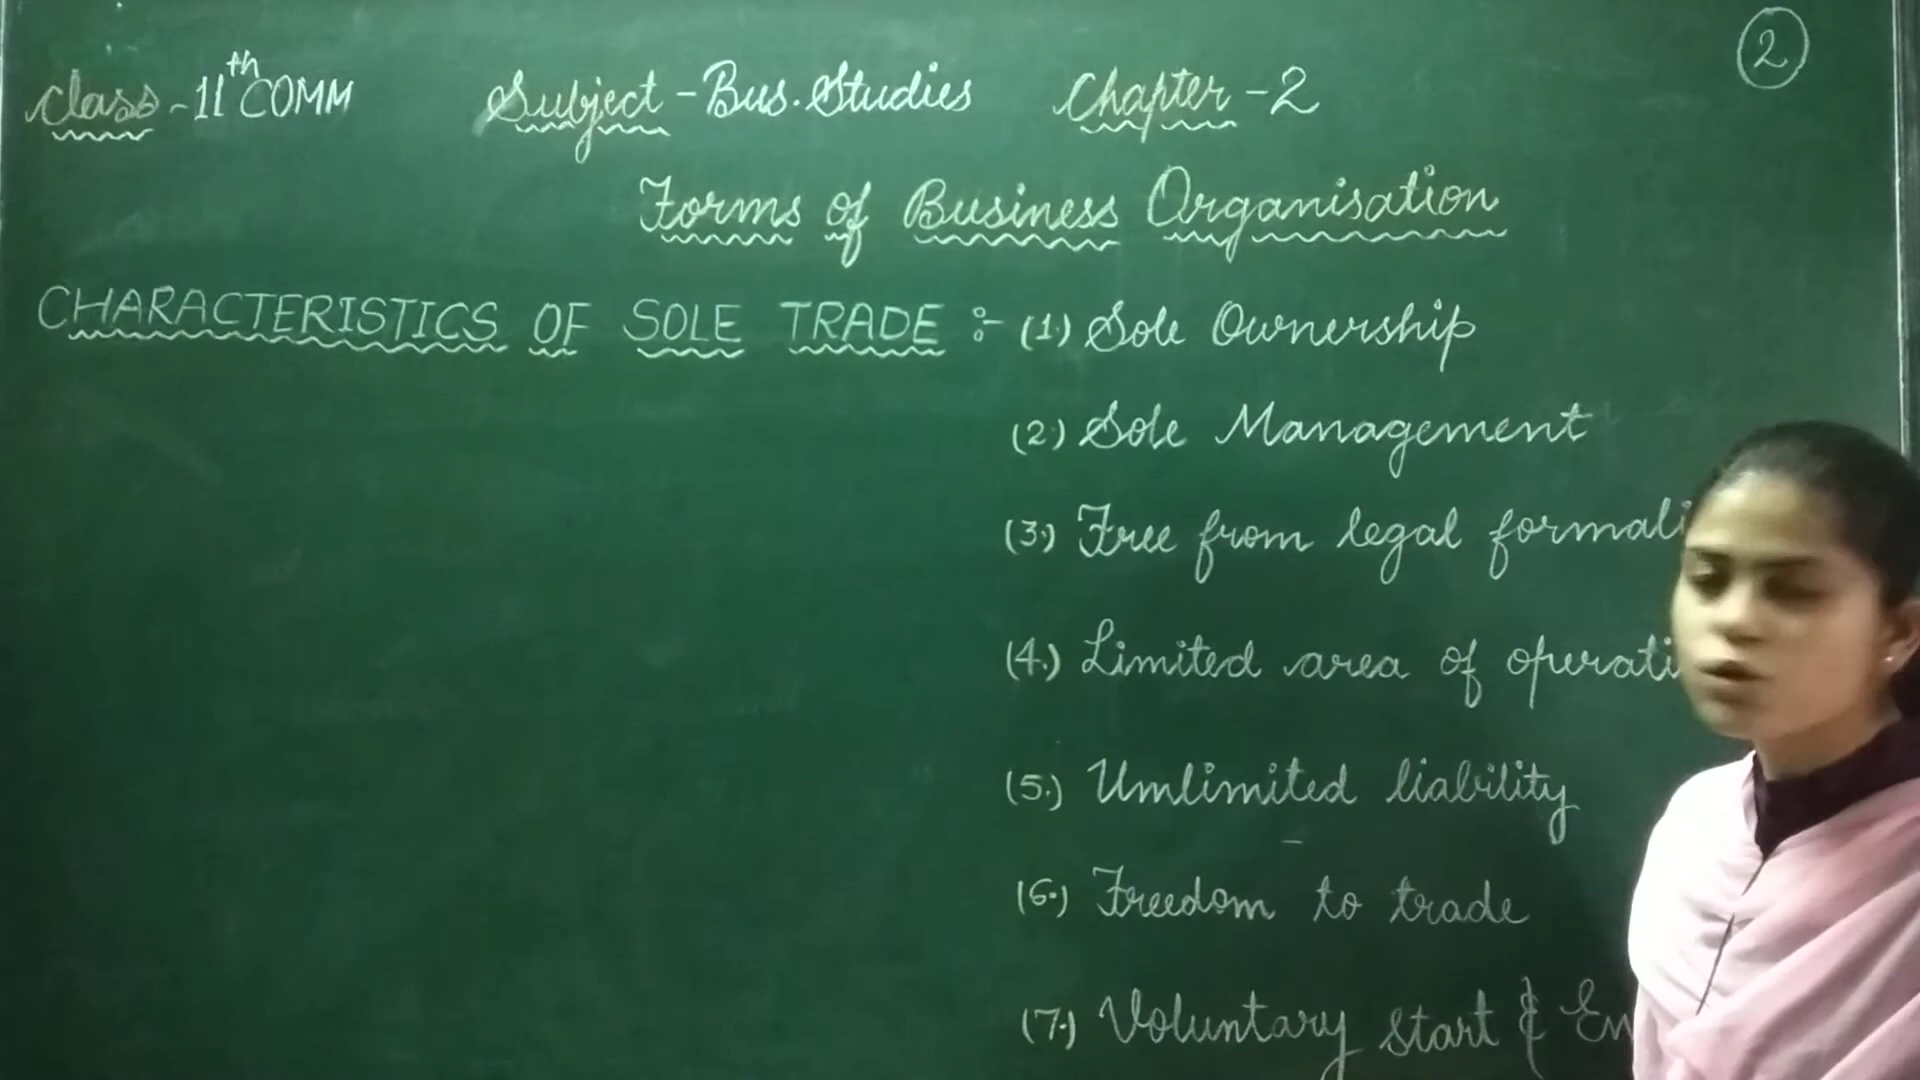 Class - 11th COMM Subject - Bus. Studies Chapter - 2 2
Forms of Business Organisation
CHARACTERISTICS OF SOLE TRADE :- (1.) Sole Ownership
(2.) Sole Management
(3.) Free from legal
(4.) Limited area of
(5.) Unlimited liability
(6.) Freedom to trade
(7.) Voluntary start &